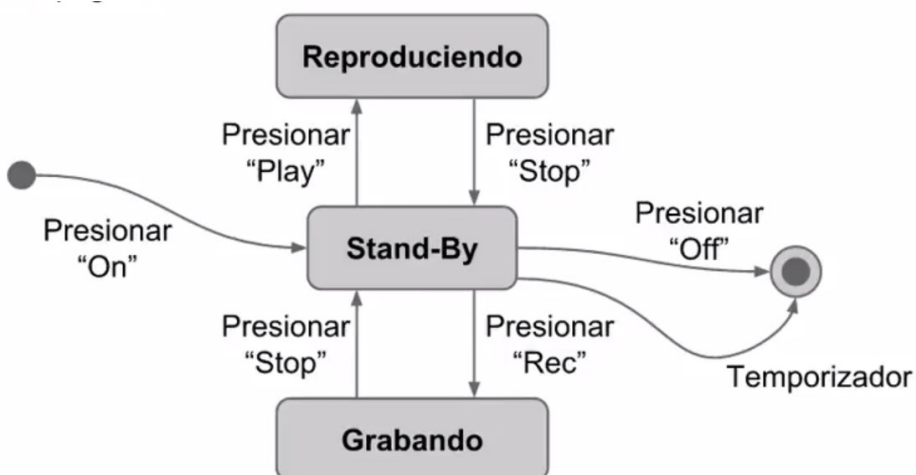 Reproduciendo
Presionar
“Play”
Presionar
“Stop”
Presionar
“On”
Stand-By
Presionar
“Off”
Presionar
“Stop”
Presionar
“Rec”
Temporizador
Grabando